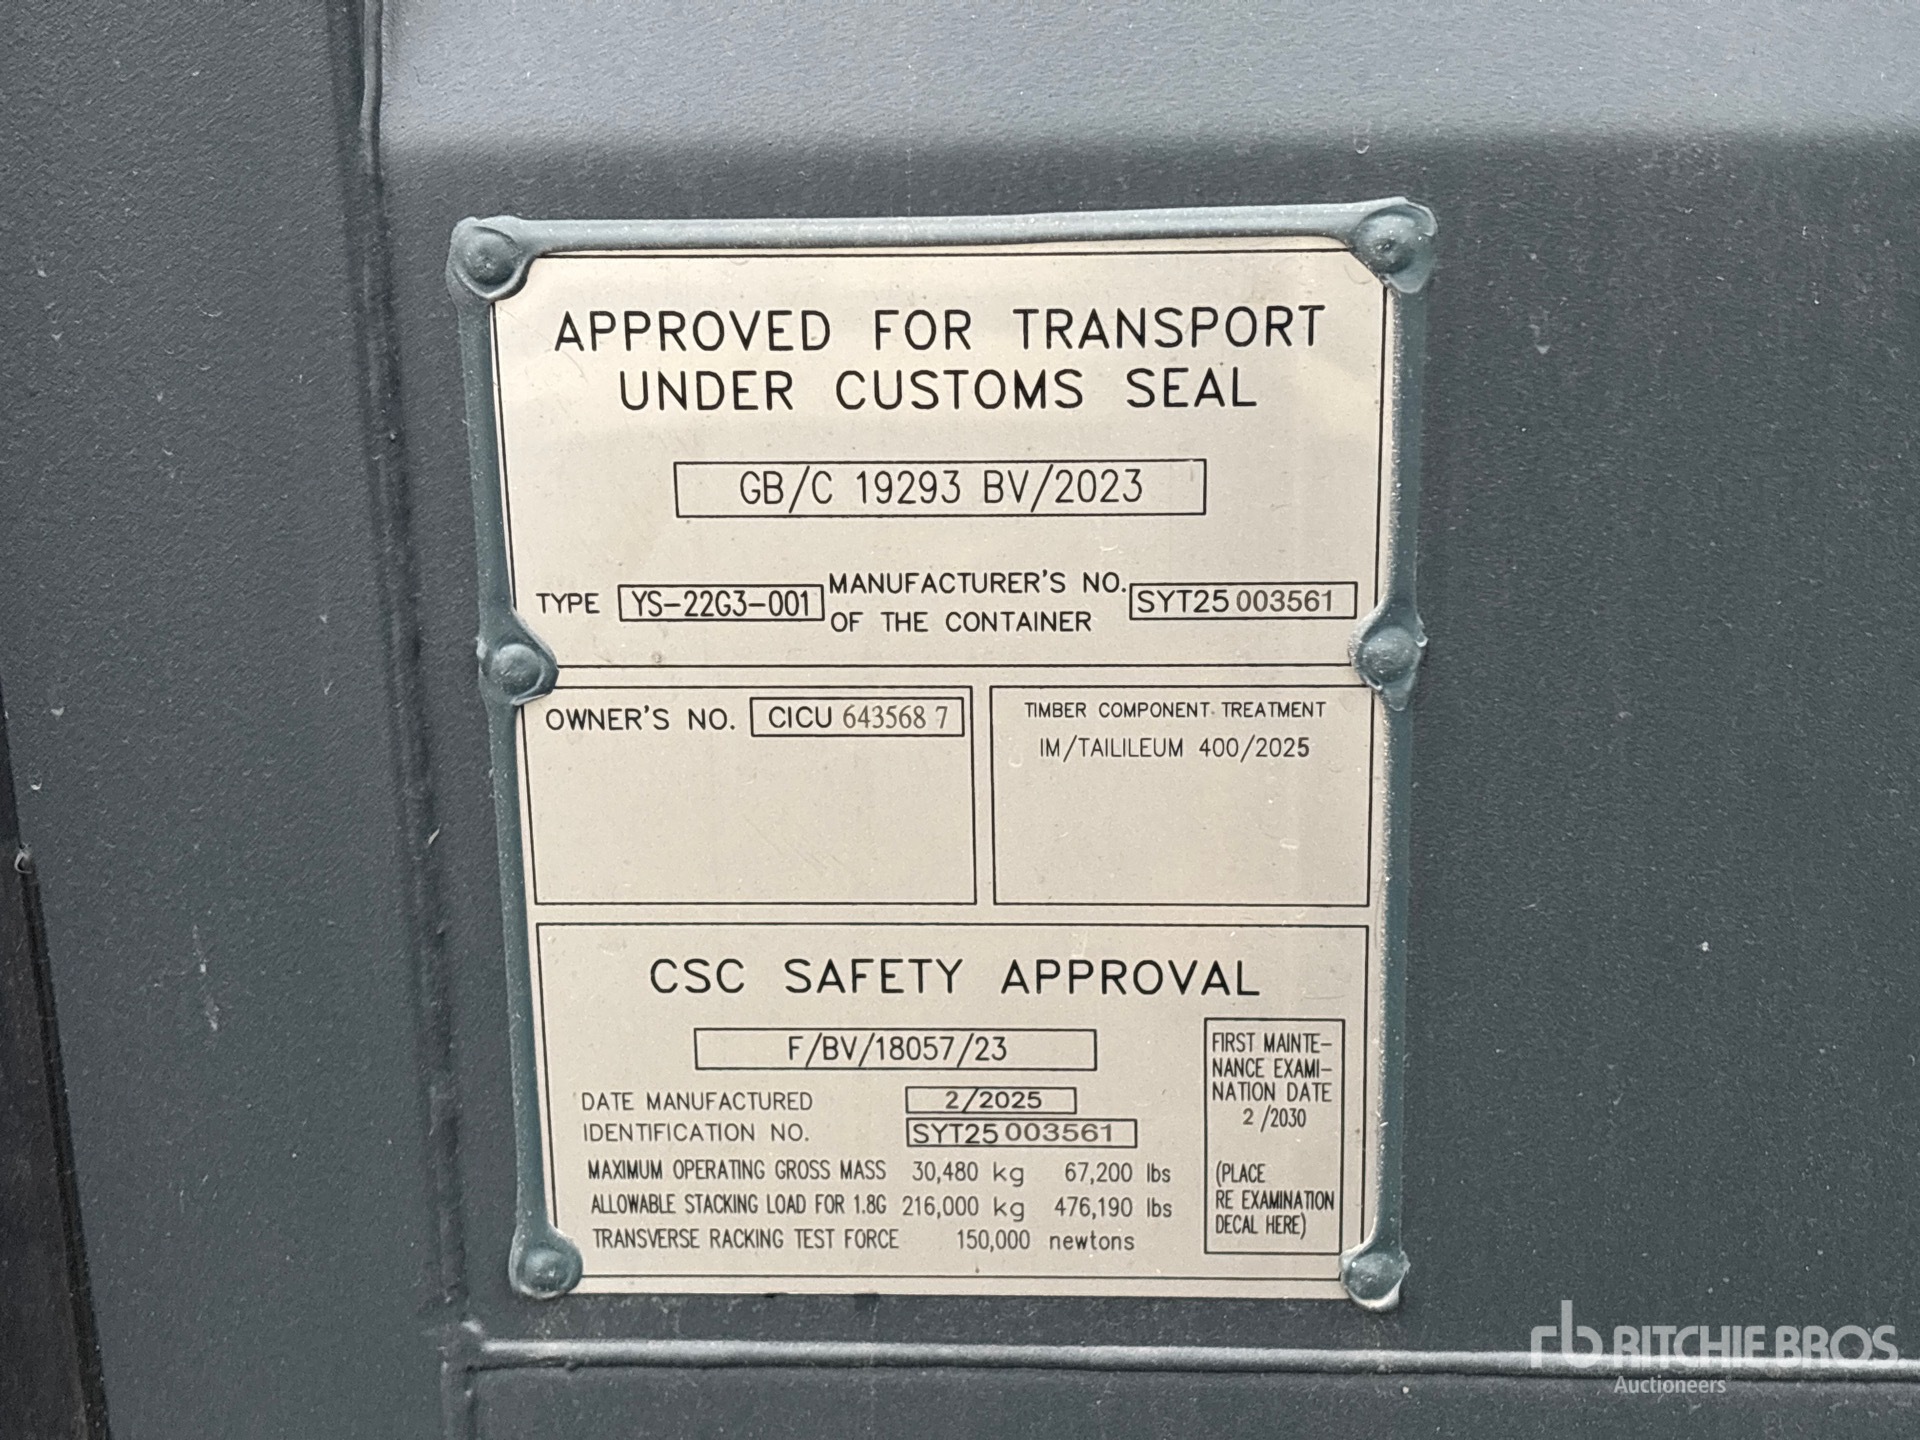 APPROVED FOR TRANSPORT
UNDER CUSTOMS SEAL
GB/C 19293 BV/2023
TYPE YS-22G3-001 MANUFACTURER'S NO. OF THE CONTAINER SYT25 003561
OWNER'S NO. CICU 643568 7
TIMBER COMPONENT TREATMENT
IM/TAILILEUM 400/2025
CSC SAFETY APPROVAL
F/BV/18057/23
DATE MANUFACTURED 2/2025
IDENTIFICATION NO. SYT25 003561
MAXIMUM OPERATING GROSS MASS 30,480 kg 67,200 lbs
ALLOWABLE STACKING LOAD FOR 1.8G 216,000 kg 476,190 lbs
TRANSVERSE RACKING TEST FORCE 150,000 newtons
FIRST MAINTE-
NANCE EXAMI-
NATION DATE
2 /2030
(PLACE
RE EXAMINATION
DECAL HERE)
rb RITCHIE BROS.
Auctioneers